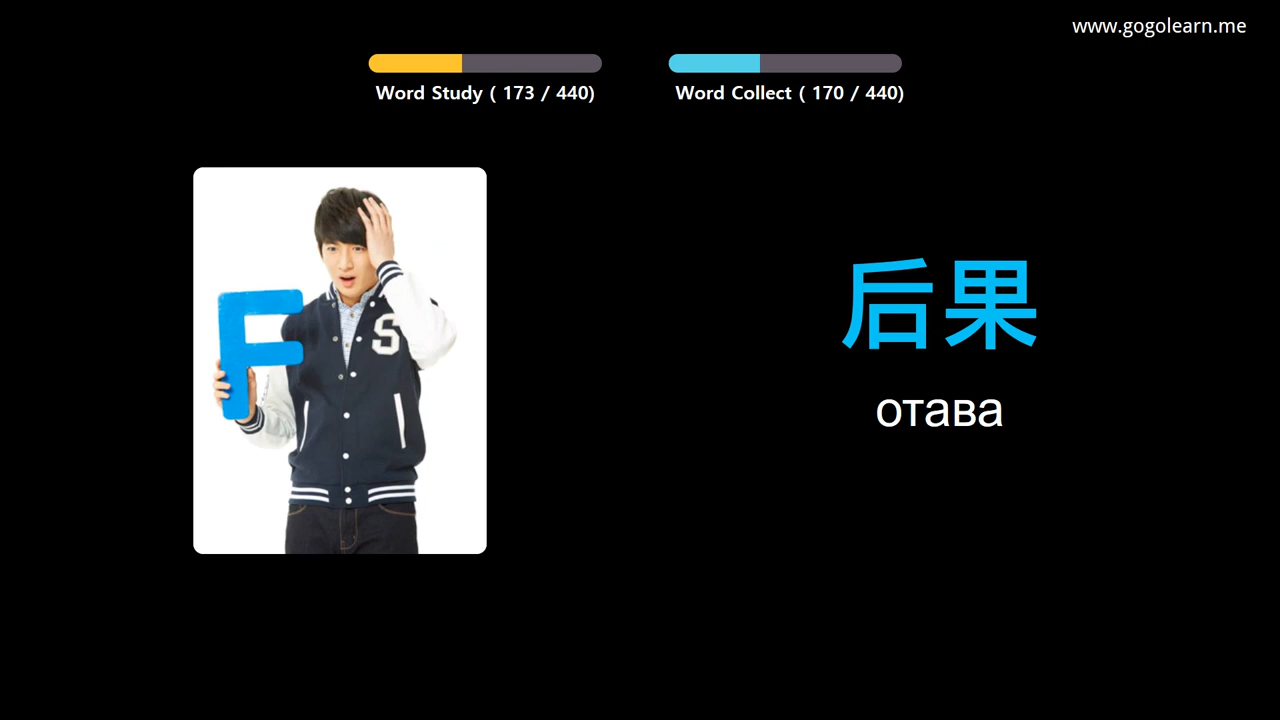 www.gogolearn.me
Word Study ( 173 / 440)
Word Collect ( 170 / 440)
F
S
后果
отава